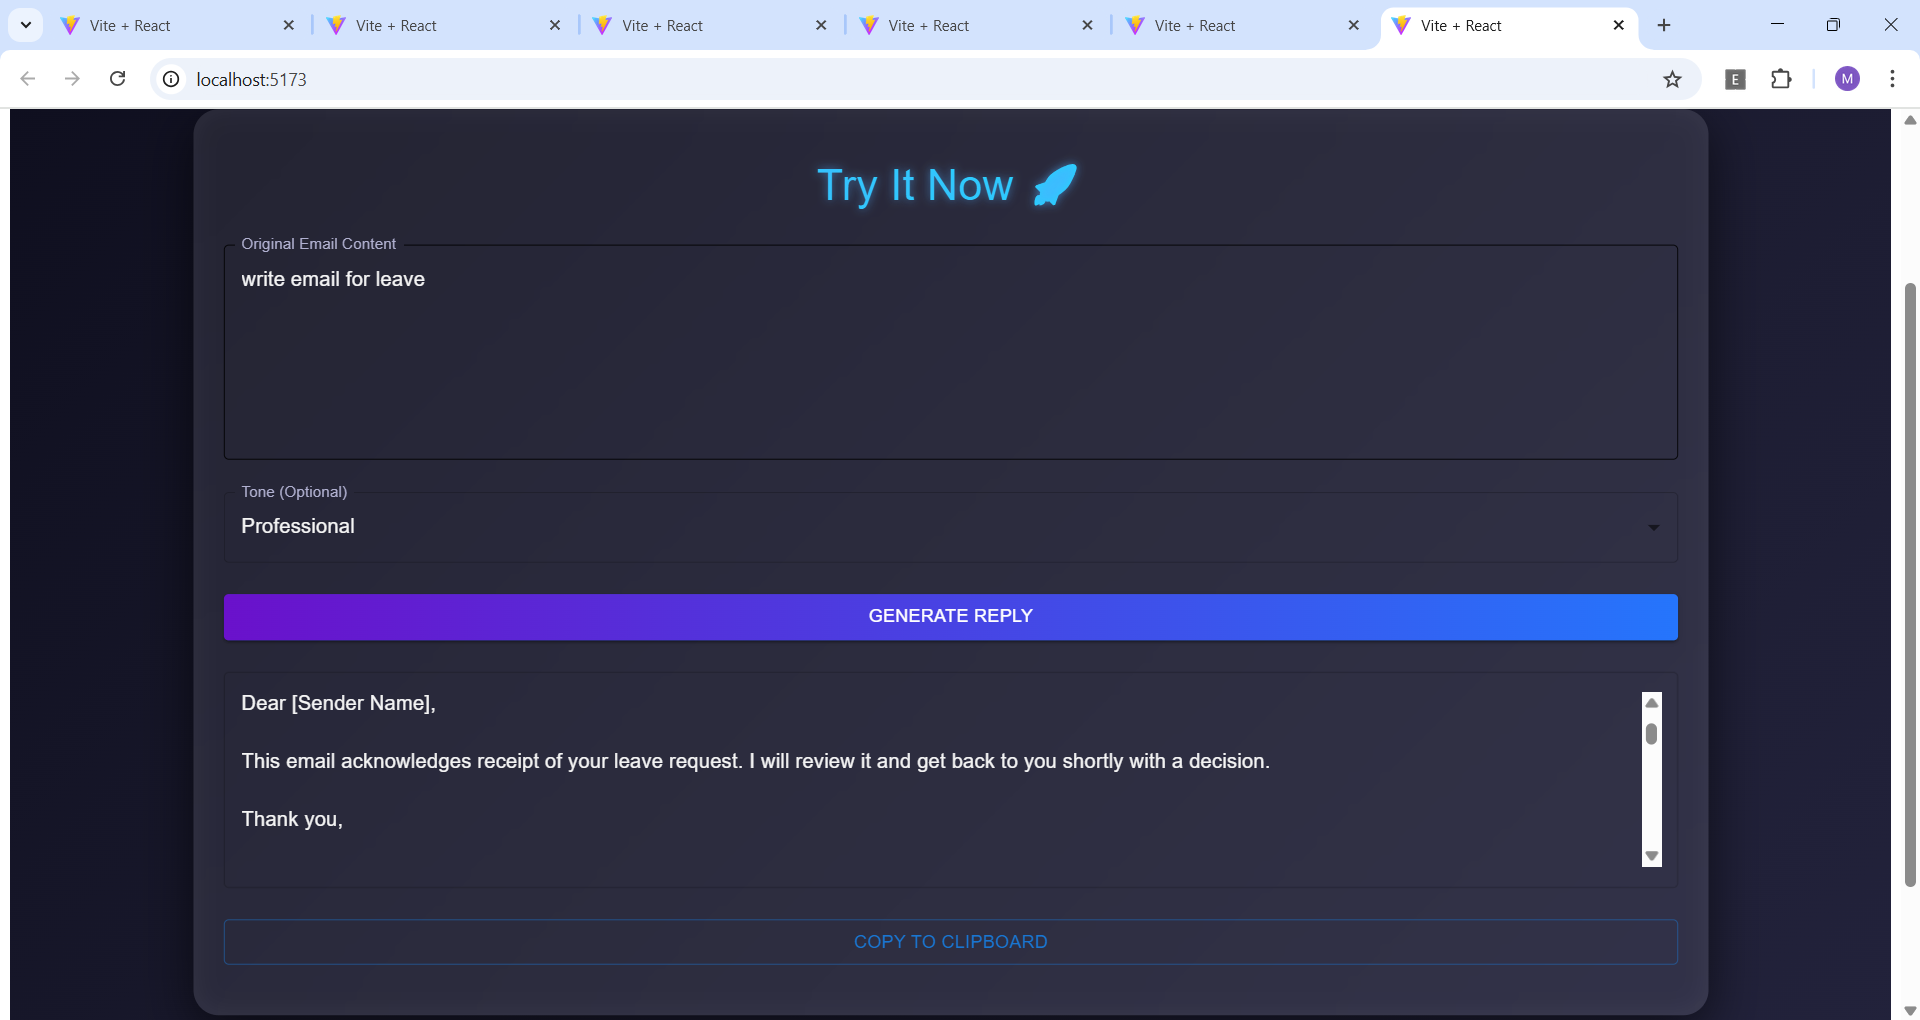 Vite + React Vite + React Vite + React Vite + React Vite + React Vite + React
localhost:5173 E M
Try It Now
Original Email Content
write email for leave
Tone (Optional)
Professional
GENERATE REPLY
Dear [Sender Name],
This email acknowledges receipt of your leave request. I will review it and get back to you shortly with a decision.
Thank you,
COPY TO CLIPBOARD